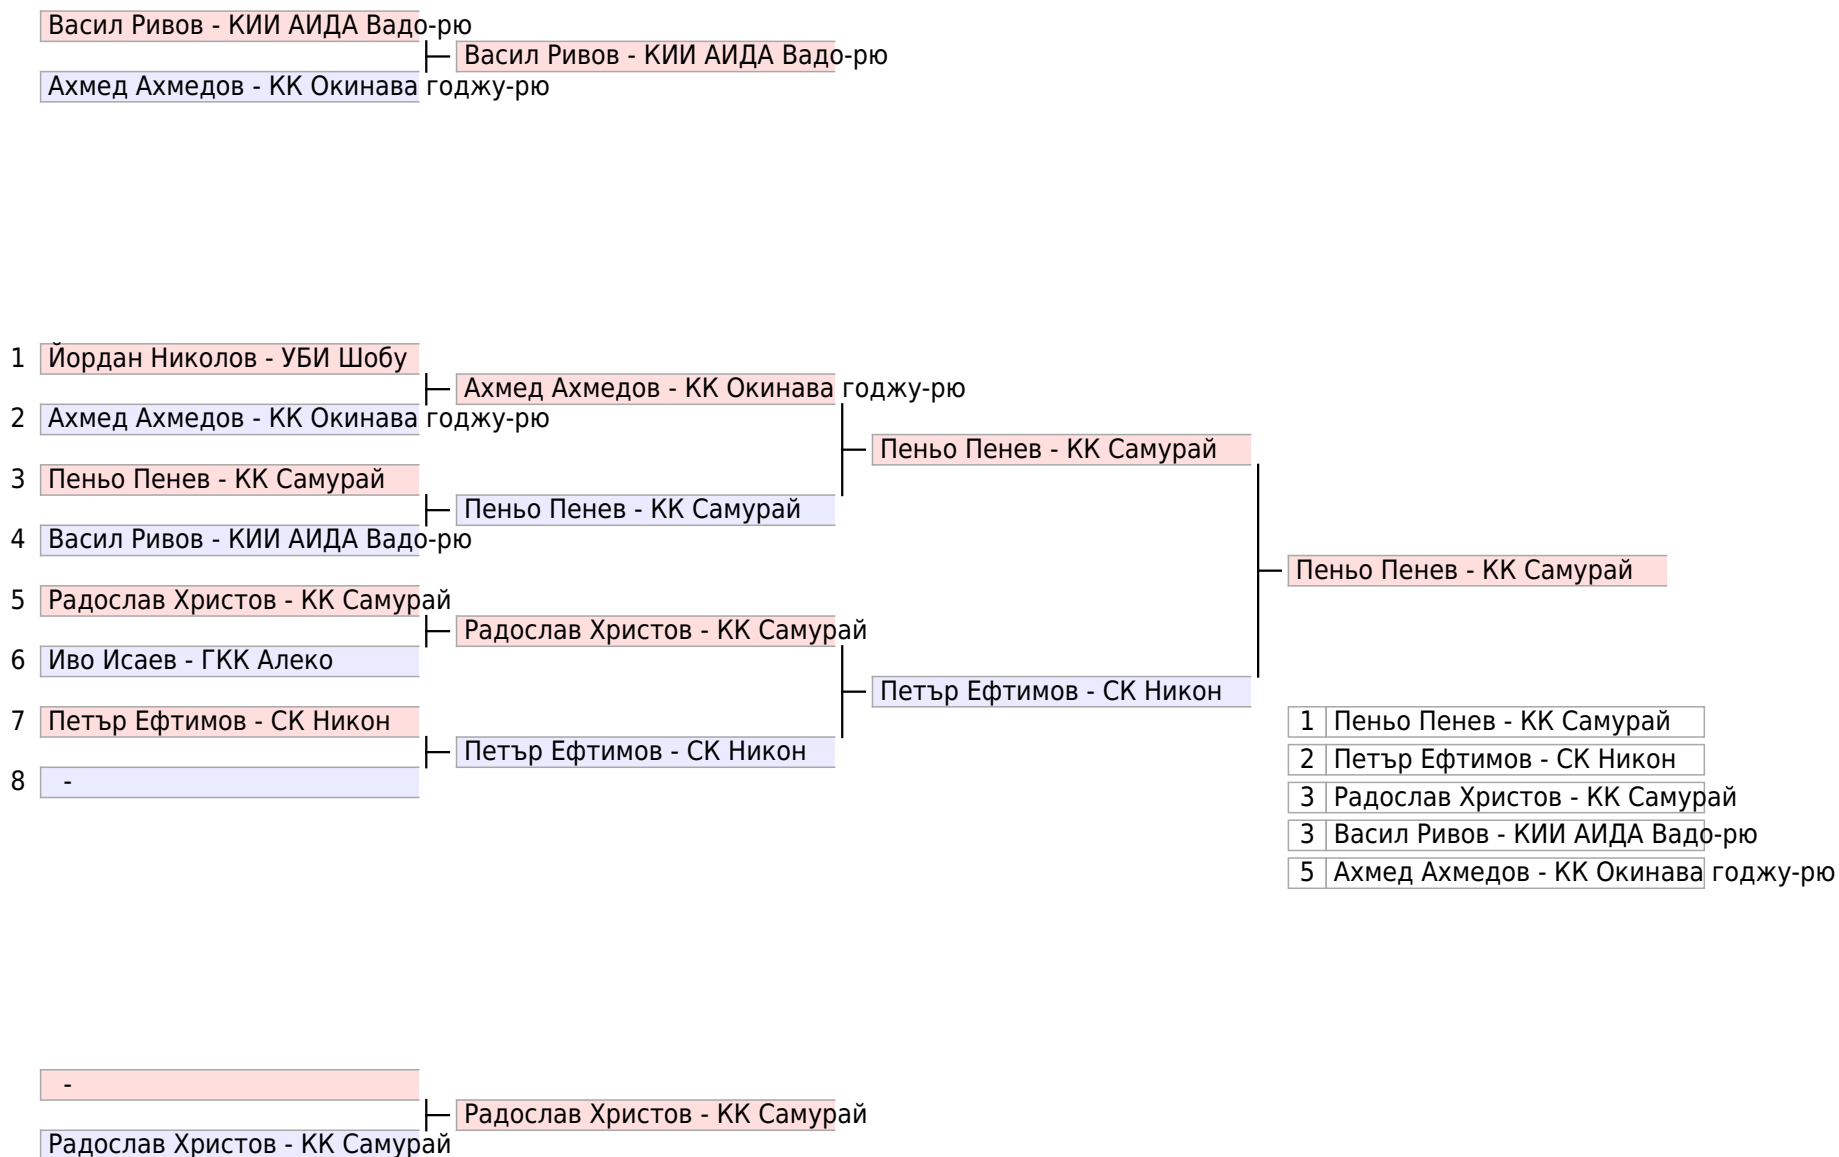 Васил Ривов - КИИ АИДА Вадо-рю
Васил Ривов - КИИ АИДА Вадо-рю
Ахмед Ахмедов - КК Окинава годжу-рю
1 Йордан Николов - УБИ Шобу
Ахмед Ахмедов - КК Окинава годжу-рю
2 Ахмед Ахмедов - КК Окинава годжу-рю
Пеньо Пенев - КК Самурай
3 Пеньо Пенев - КК Самурай
Пеньо Пенев - КК Самурай
4 Васил Ривов - КИИ АИДА Вадо-рю
Пеньо Пенев - КК Самурай
5 Радослав Христов - КК Самурай
Радослав Христов - КК Самурай
6 Иво Исаев - ГКК Алеко
Петър Ефтимов - СК Никон
7 Петър Ефтимов - СК Никон
Петър Ефтимов - СК Никон
8 -
1 Пеньо Пенев - КК Самурай
2 Петър Ефтимов - СК Никон
3 Радослав Христов - КК Самурай
3 Васил Ривов - КИИ АИДА Вадо-рю
5 Ахмед Ахмедов - КК Окинава годжу-рю
-
Радослав Христов - КК Самурай
Радослав Христов - КК Самурай